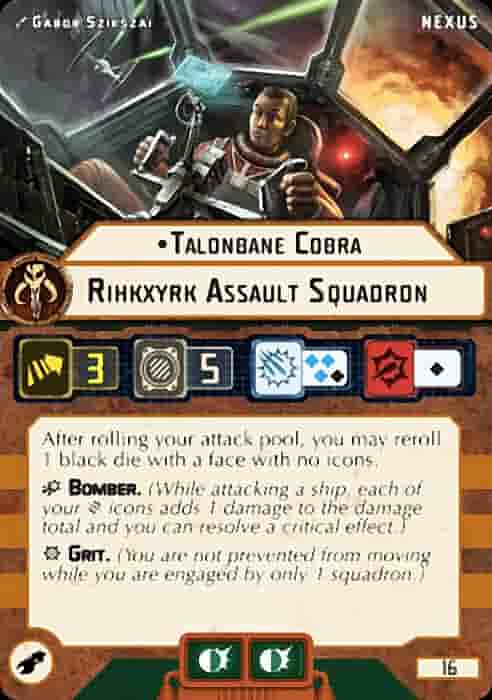 GABOR SZIKSZAI
NEXUS
•TALONBANE COBRA
RIHKXYRK ASSAULT SQUADRON
3
5
After rolling your attack pool, you may reroll
1 black die with a face with no icons.
BOMBER. (While attacking a ship, each of
your icons adds 1 damage to the damage
total and you can resolve a critical effect.)
GRIT. (You are not prevented from moving
while you are engaged by only 1 squadron.)
16